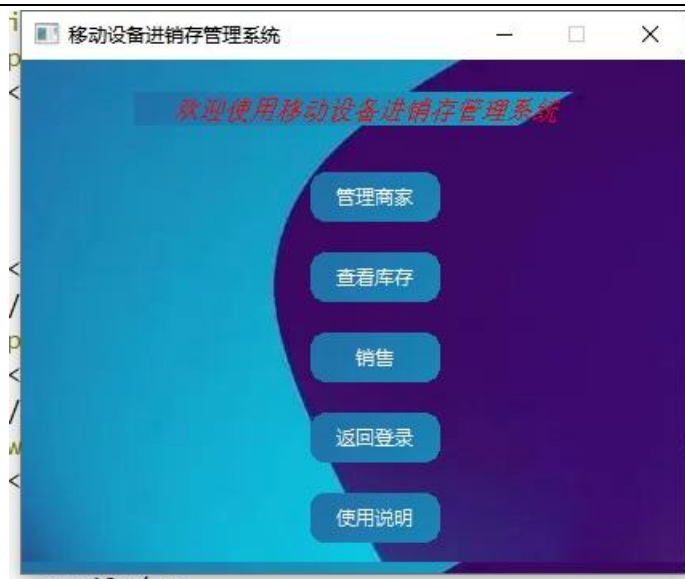 移动设备进销存管理系统
欢迎使用移动设备进销存管理系统
管理商家
查看库存
销售
返回登录
使用说明